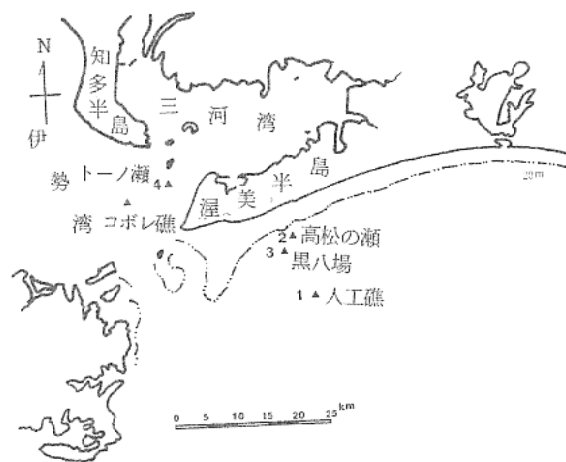 N
知多半島
三河湾
伊勢湾
トーノ瀬
4
コボレ礁
渥美半島
20m
2 高松の瀬
3 黒八場
1 人工礁
0 5 10 15 20 25 km